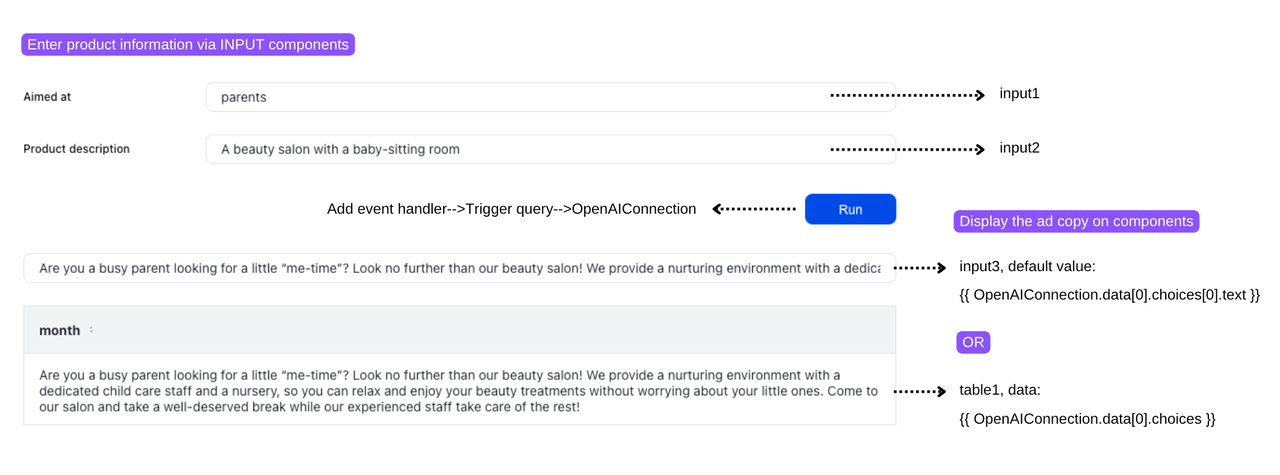 Enter product information via INPUT components
Aimed at
parents
input1
Product description
A beauty salon with a baby-sitting room
input2
Add event handler-->Trigger query-->OpenAIConnection
Run
Display the ad copy on components
Are you a busy parent looking for a little “me-time”? Look no further than our beauty salon! We provide a nurturing environment with a dedica
input3, default value:
{{ OpenAIConnection.data[0].choices[0].text }}
OR
month
Are you a busy parent looking for a little “me-time”? Look no further than our beauty salon! We provide a nurturing environment with a
dedicated child care staff and a nursery, so you can relax and enjoy your beauty treatments without worrying about your little ones. Come to
our salon and take a well-deserved break while our experienced staff take care of the rest!
table1, data:
{{ OpenAIConnection.data[0].choices }}